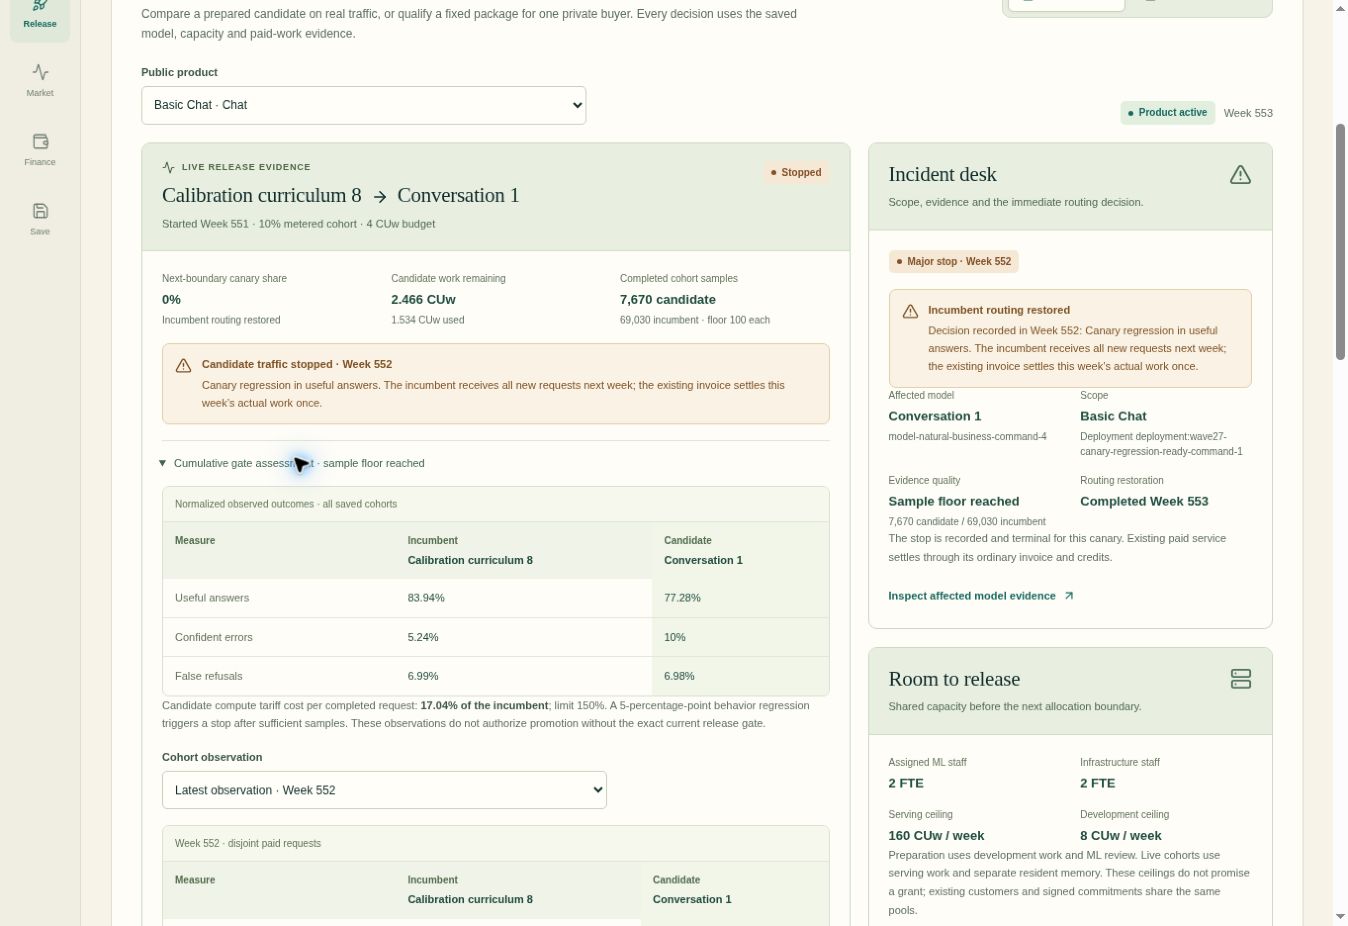 Release
Market
Finance
Save
Compare a prepared candidate on real traffic, or qualify a fixed package for one private buyer. Every decision uses the saved
model, capacity and paid-work evidence.
Public product
Basic Chat · Chat
Product active
Week 553
LIVE RELEASE EVIDENCE
Stopped
Calibration curriculum 8 → Conversation 1
Started Week 551 · 10% metered cohort · 4 CUw budget
Next-boundary canary share
Candidate work remaining
Completed cohort samples
0%
2.466 CUw
7,670 candidate
Incumbent routing restored
1.534 CUw used
69,030 incumbent · floor 100 each
Candidate traffic stopped · Week 552
Canary regression in useful answers. The incumbent receives all new requests next week; the existing invoice settles this
week's actual work once.
Cumulative gate assessment · sample floor reached
Normalized observed outcomes · all saved cohorts
Measure
Incumbent
Candidate
Calibration curriculum 8
Conversation 1
Useful answers
83.94%
77.28%
Confident errors
5.24%
10%
False refusals
6.99%
6.98%
Candidate compute tariff cost per completed request: 17.04% of the incumbent; limit 150%. A 5-percentage-point behavior regression
triggers a stop after sufficient samples. These observations do not authorize promotion without the exact current release gate.
Cohort observation
Latest observation · Week 552
Week 552 · disjoint paid requests
Measure
Incumbent
Candidate
Calibration curriculum 8
Conversation 1
Incident desk
Scope, evidence and the immediate routing decision.
Major stop · Week 552
Incumbent routing restored
Decision recorded in Week 552: Canary regression in useful
answers. The incumbent receives all new requests next week;
the existing invoice settles this week's actual work once.
Affected model
Scope
Conversation 1
Basic Chat
model-natural-business-command-4
Deployment deployment:wave27-
canary-regression-ready-command-1
Evidence quality
Routing restoration
Sample floor reached
Completed Week 553
7,670 candidate / 69,030 incumbent
The stop is recorded and terminal for this canary. Existing paid service
settles through its ordinary invoice and credits.
Inspect affected model evidence
Room to release
Shared capacity before the next allocation boundary.
Assigned ML staff
Infrastructure staff
2 FTE
2 FTE
Serving ceiling
Development ceiling
160 CUw / week
8 CUw / week
Preparation uses development work and ML review. Live cohorts use
serving work and separate resident memory. These ceilings do not promise
a grant; existing customers and signed commitments share the same
pools.